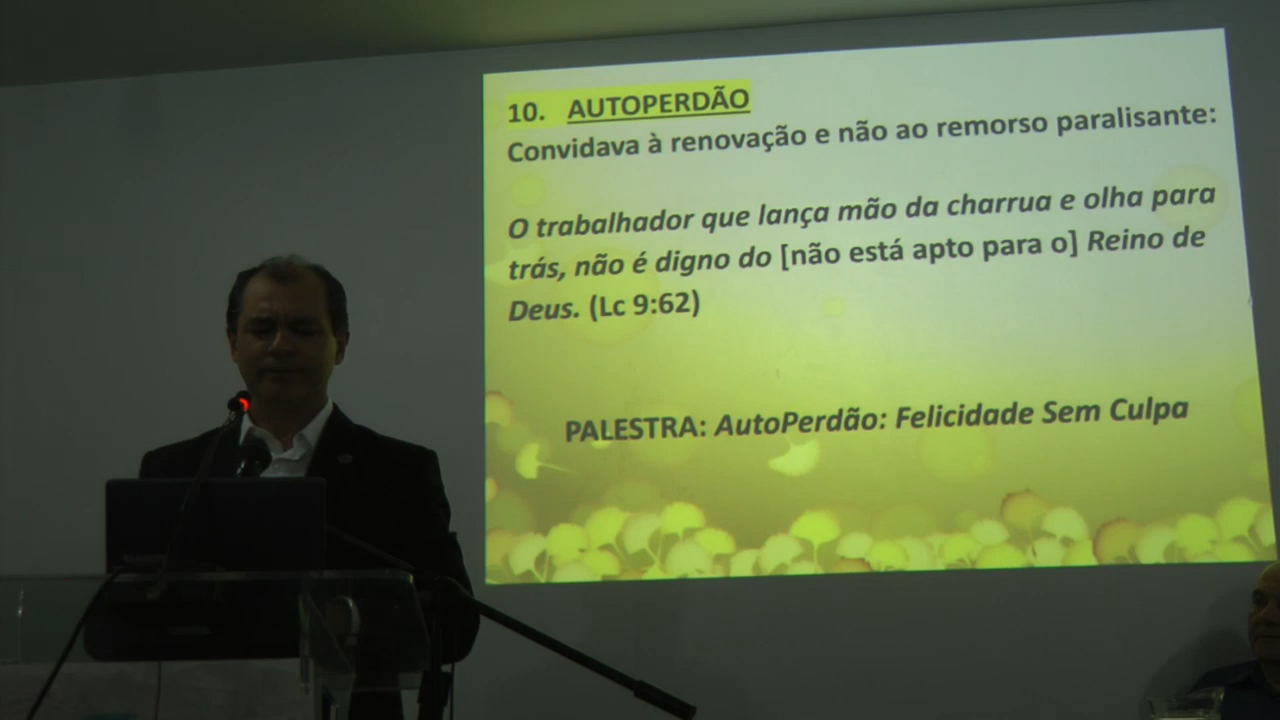 10. AUTOPERDÃO
Convidava à renovação e não ao remorso paralisante:
O trabalhador que lança mão da charrua e olha para
trás, não é digno do [não está apto para o] Reino de
Deus. (Lc 9:62)
PALESTRA: AutoPerdão: Felicidade Sem Culpa